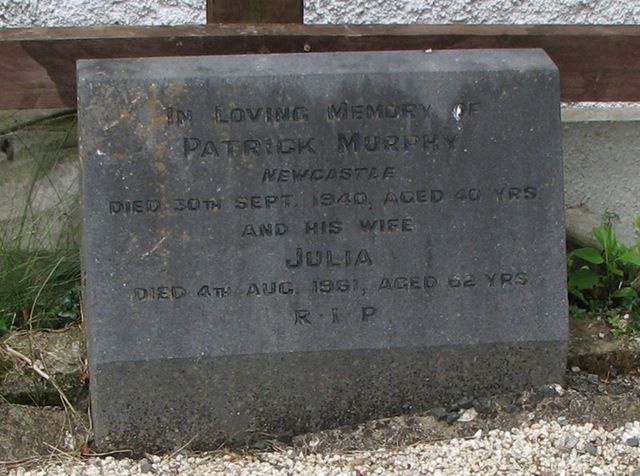 In Loving Memory of
Patrick Murphy
Newcastle
Died 30th Sept. 1940, aged 40 yrs
and his wife
Julia
Died 4th Aug. 1961, aged 62 yrs
R·I·P